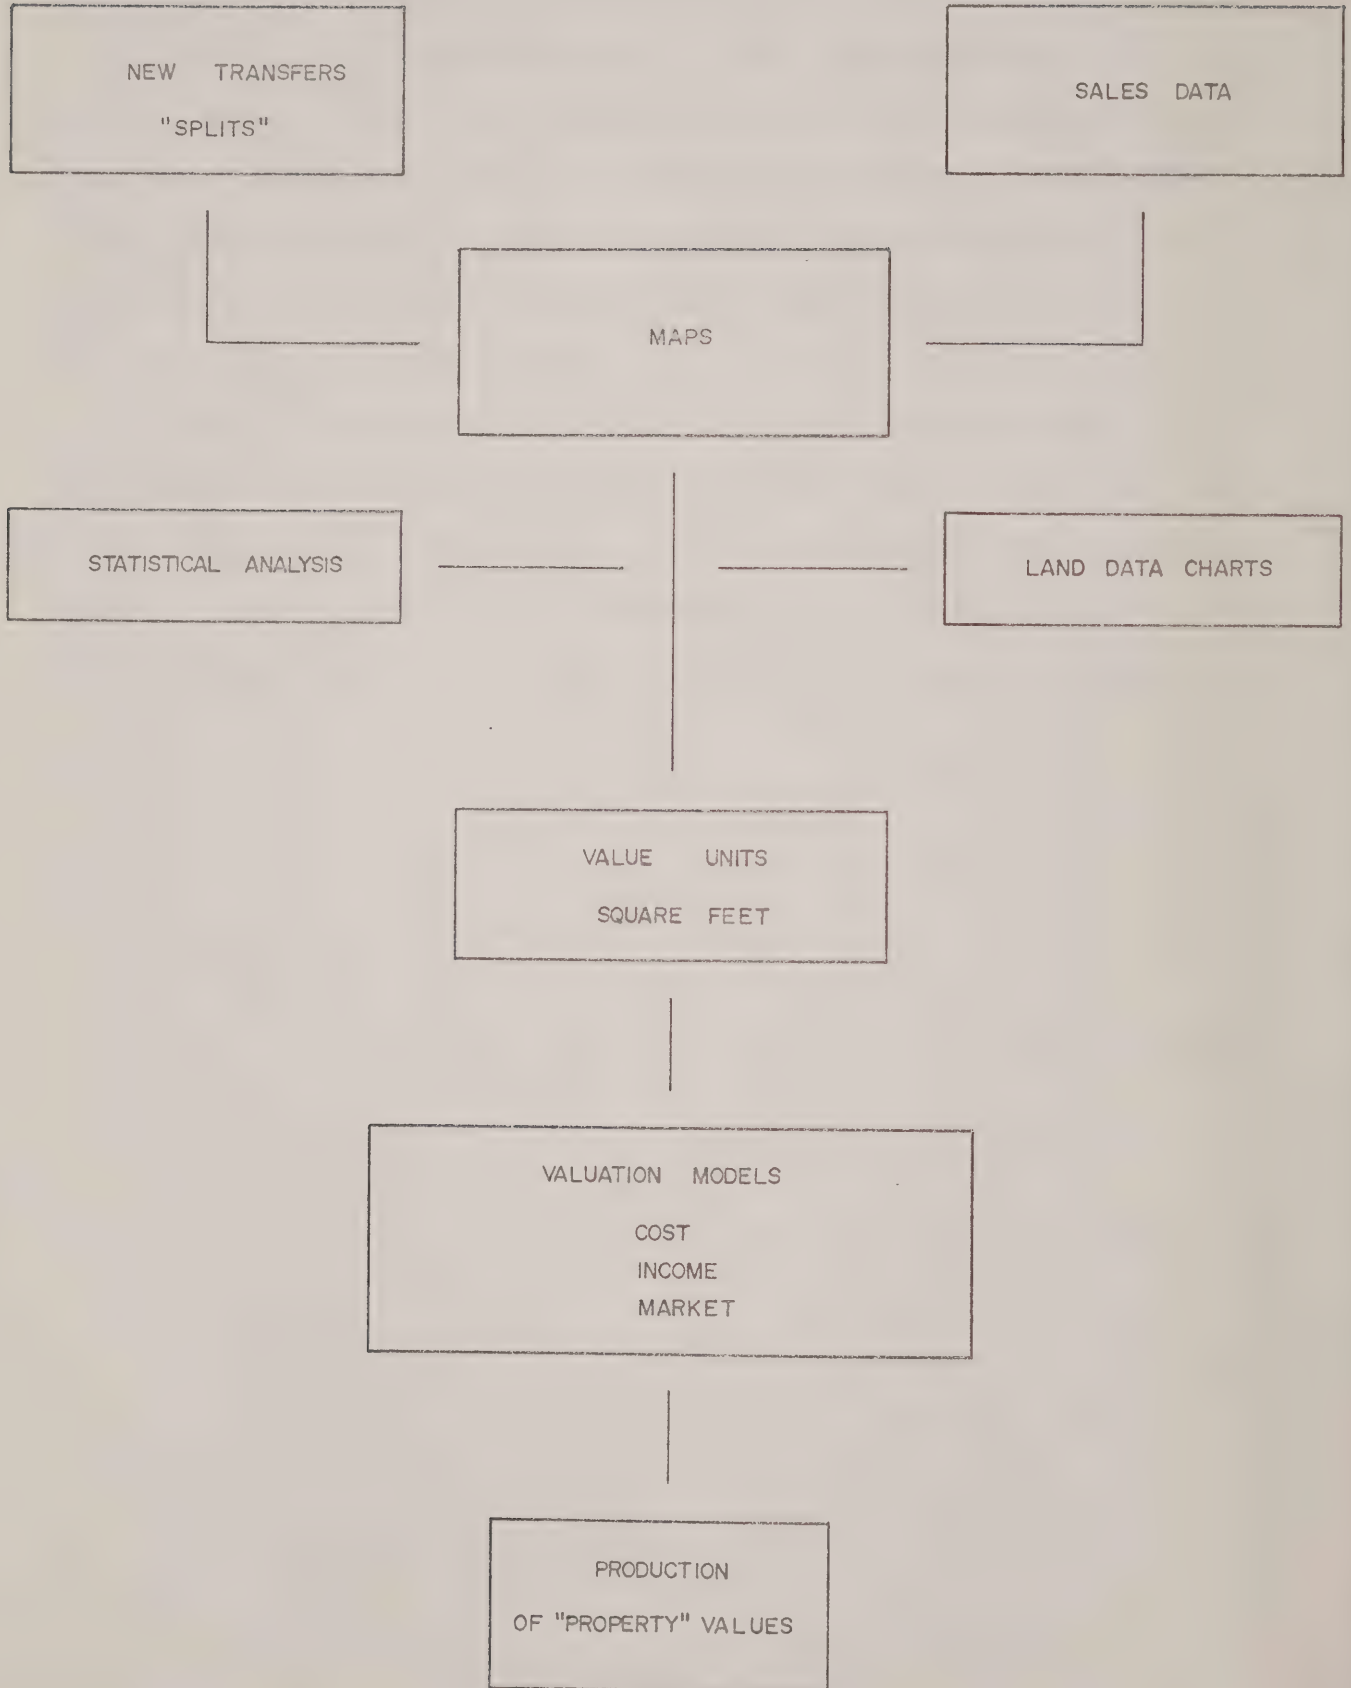 NEW TRANSFERS
"SPLITS"
SALES DATA
MAPS
STATISTICAL ANALYSIS
LAND DATA CHARTS
VALUE UNITS
SQUARE FEET
VALUATION MODELS
COST
INCOME
MARKET
PRODUCTION
OF "PROPERTY" VALUES